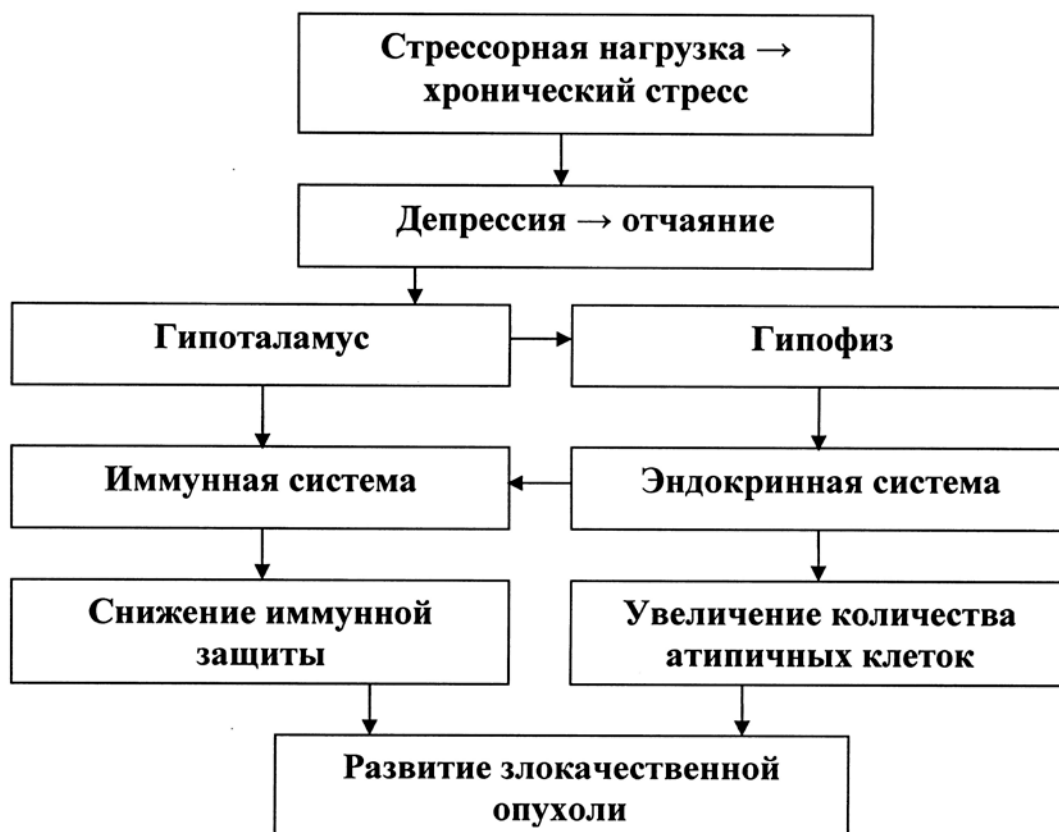 Стрессорная нагрузка →
хронический стресс
Депрессия → отчаяние
Гипоталамус
Гипофиз
Иммунная система
Эндокринная система
Снижение иммунной
защиты
Увеличение количества
атипичных клеток
Развитие злокачественной
опухоли